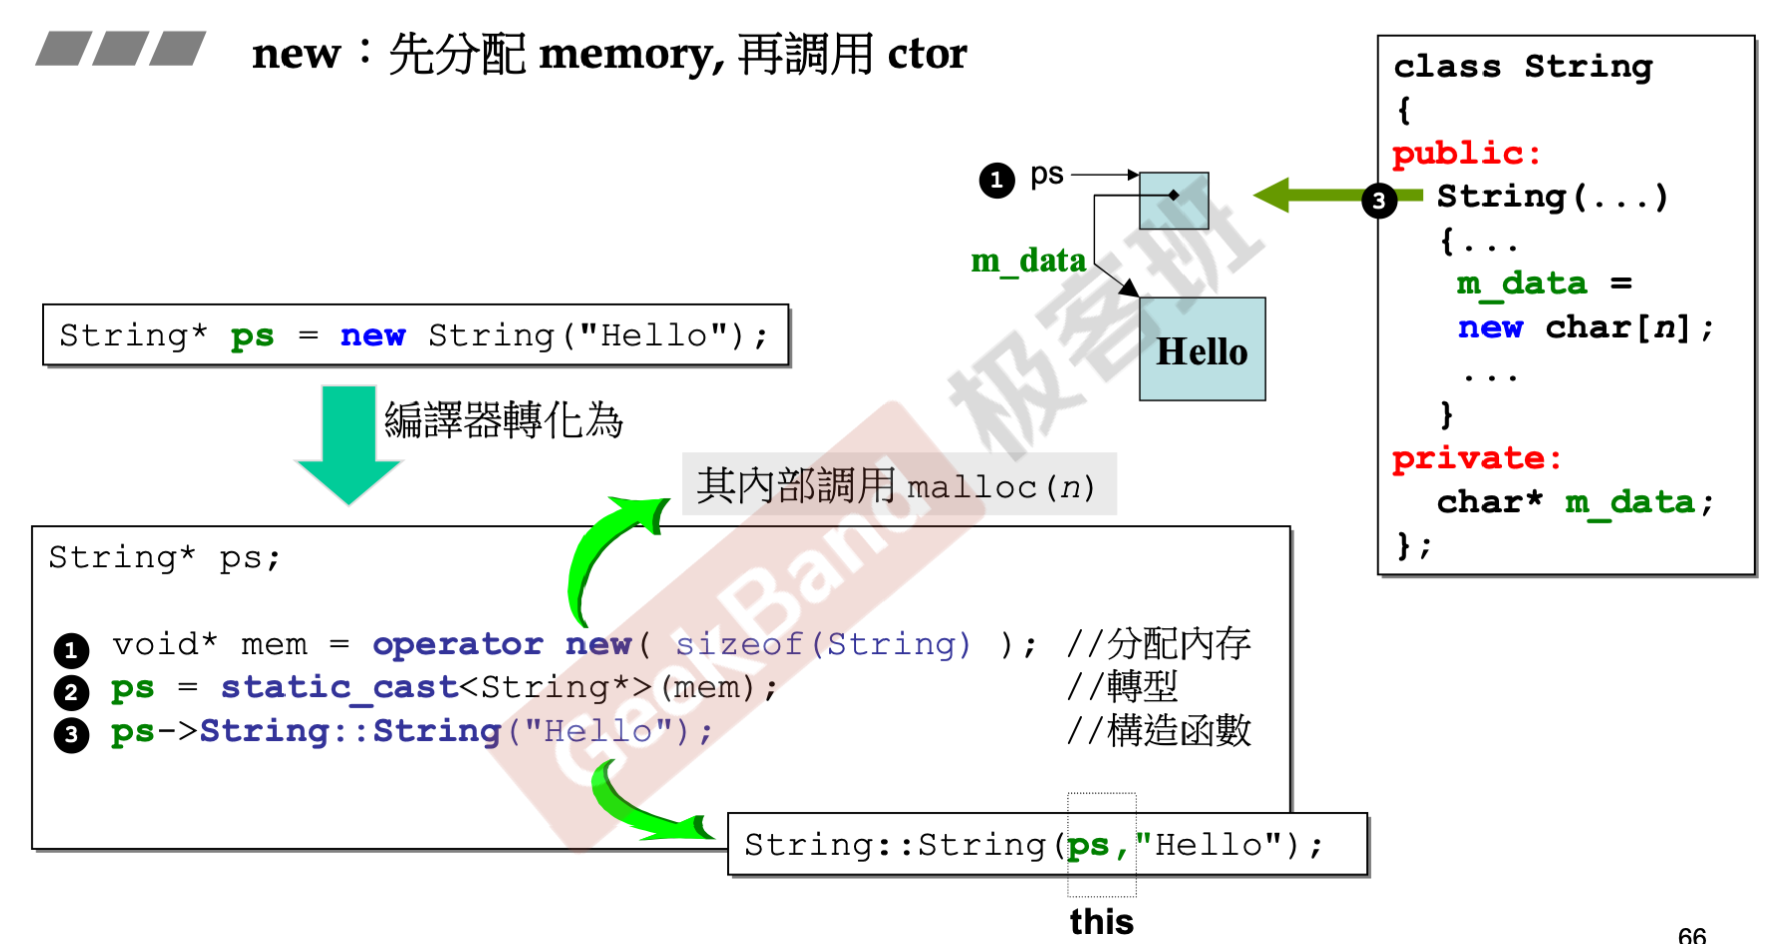 new：先分配 memory, 再調用 ctor
String* ps = new String("Hello");
編譯器轉化為
其內部調用 malloc(n)
String* ps;
1 void* mem = operator new( sizeof(String) ); //分配內存
2 ps = static_cast<String*>(mem); //轉型
3 ps->String::String("Hello"); //構造函數
String::String(ps,"Hello");
this
1 ps
m_data
Hello
3
class String
{
public:
String(...)
{...
m_data =
new char[n];
...
}
private:
char* m_data;
};
GeekBand 极客班
66